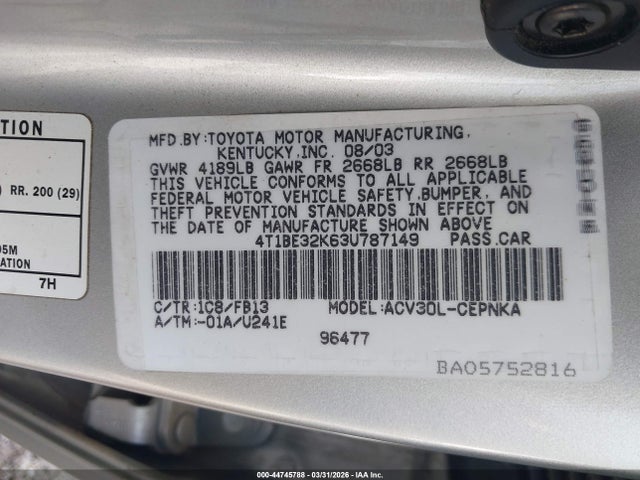 TION
RR. 200 (29)
05M
ATION
7H
MFD.BY:TOYOTA MOTOR MANUFACTURING,
KENTUCKY,INC. 08/03
GVWR 4189LB GAWR FR 2668LB RR 2668LB
THIS VEHICLE CONFORMS TO ALL APPLICABLE
FEDERAL MOTOR VEHICLE SAFETY,BUMPER, AND
THEFT PREVENTION STANDARDS IN EFFECT ON
THE DATE OF MANUFACTURE SHOWN ABOVE
4T1BE32K63U787149 PASS.CAR
C/TR:1C8/FB13 MODEL:ACV30L-CEPNKA
A/TM:-01A/U241E
96477
BA05752816
000-44745788 - 03/31/2026 - IAA Inc.